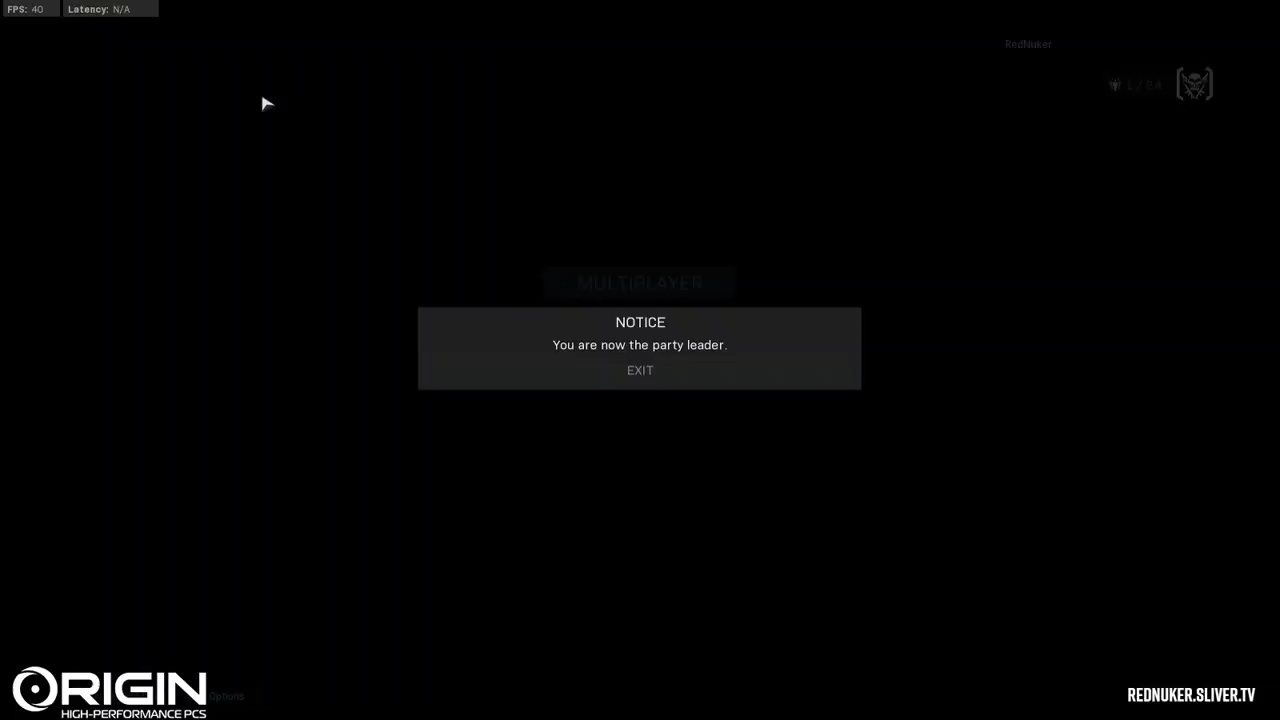 FPS: 40 Latency: N/A
RedNuker
MULTIPLAYER
NOTICE
You are now the party leader.
EXIT
Options
ORIGIN
HIGH-PERFORMANCE PCS
REDNUKER.SLIVER.TV